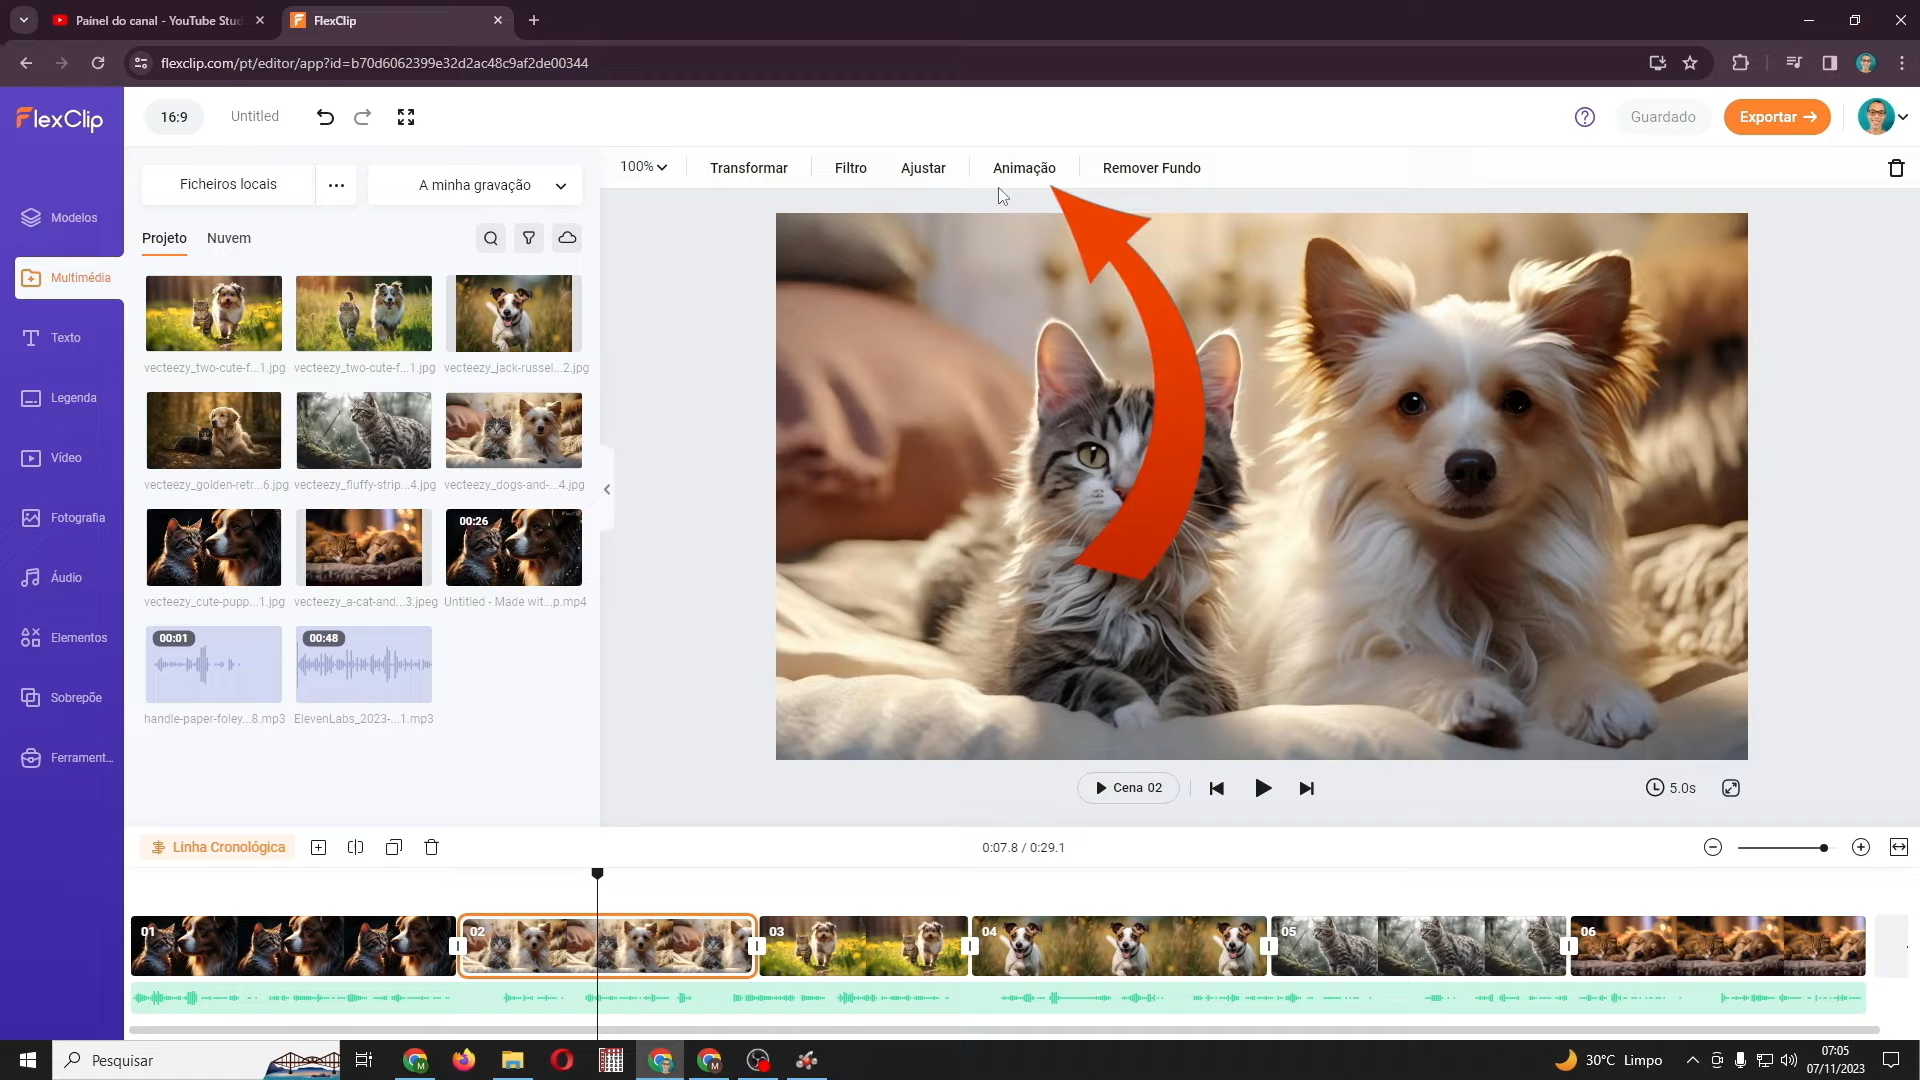 Painel do canal - YouTube Stud
FlexClip
flexclip.com/pt/editor/app?id=b70d6062399e32d2ac48c9af2de00344
FlexClip
16:9
Untitled
Guardado
Exportar
Ficheiros locais
A minha gravação
100%
Transformar
Filtro
Ajustar
Animação
Remover Fundo
Modelos
Multimédia
Texto
Legenda
Vídeo
Fotografia
Áudio
Elementos
Sobrepõe
Ferrament...
Projeto
Nuvem
vecteezy_two-cute-f...1.jpg
vecteezy_two-cute-f...1.jpg
vecteezy_jack-russel...2.jpg
vecteezy_golden-retr...6.jpg
vecteezy_fluffy-strip...4.jpg
vecteezy_dogs-and-...4.jpg
00:26
FlexClip
vecteezy_cute-pupp...1.jpg
vecteezy_a-cat-and...3.jpeg
Untitled - Made wit...p.mp4
00:01
00:48
handle-paper-foley...8.mp3
ElevenLabs_2023-...1.mp3
Cena 02
5.0s
Linha Cronológica
0:07.8 / 0:29.1
01
02
03
04
05
06
Pesquisar
30°C Limpo
07:05
07/11/2023